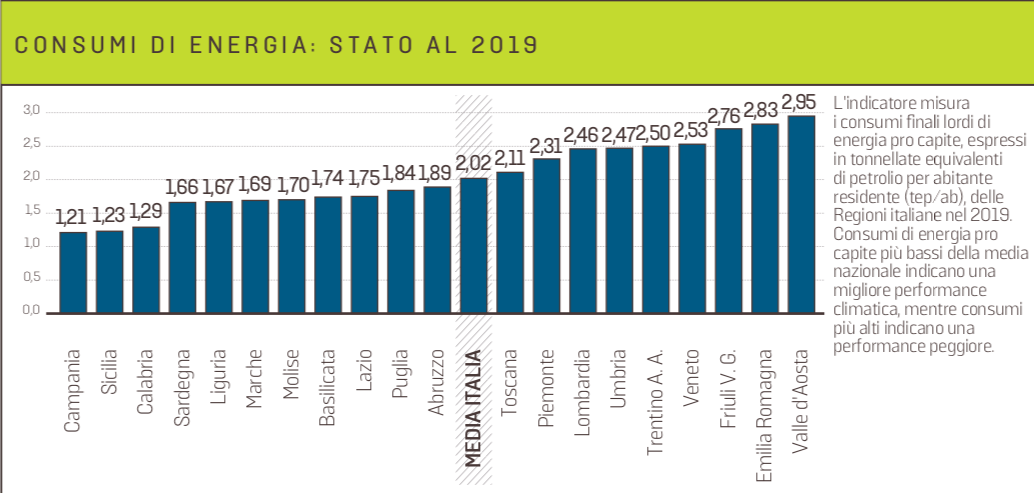 CONSUMI DI ENERGIA: STATO AL 2019
3,0
2,5
2,0
1,5
1,0
0,5
0,0
1,21
1,23
1,29
1,66
1,67
1,69
1,70
1,74
1,75
1,84
1,89
2,02
2,11
2,31
2,46
2,47
2,50
2,53
2,76
2,83
2,95
Campania
Sicilia
Calabria
Sardegna
Liguria
Marche
Molise
Basilicata
Lazio
Puglia
Abruzzo
MEDIA ITALIA
Toscana
Piemonte
Lombardia
Umbria
Trentino A. A.
Veneto
Friuli V. G.
Emilia Romagna
Valle d'Aosta
L'indicatore misura
i consumi finali lordi di
energia pro capite, espressi
in tonnellate equivalenti
di petrolio per abitante
residente (tep/ab), delle
Regioni italiane nel 2019.
Consumi di energia pro
capite più bassi della media
nazionale indicano una
migliore performance
climatica, mentre consumi
più alti indicano una
performance peggiore.